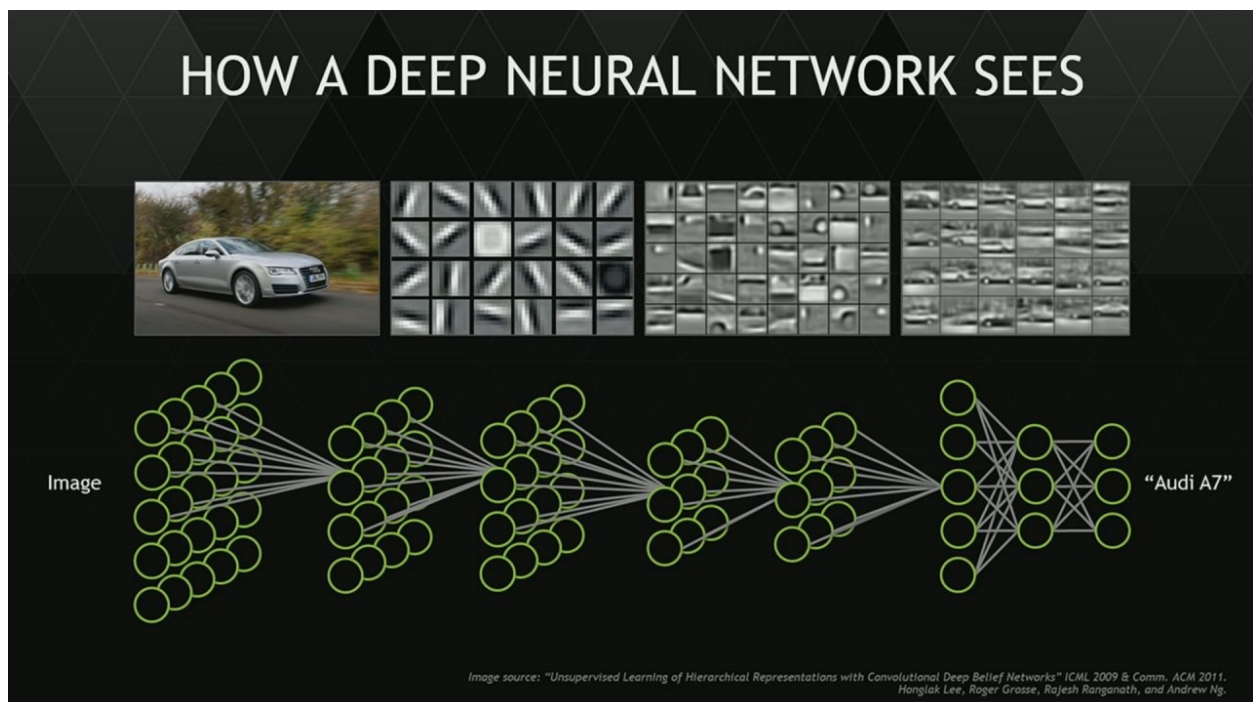 HOW A DEEP NEURAL NETWORK SEES
Image
“Audi A7”
Image source: “Unsupervised Learning of Hierarchical Representations with Convolutional Deep Belief Networks” ICML 2009 & Comm. ACM 2011.
Honglak Lee, Roger Grosse, Rajesh Ranganath, and Andrew Ng.